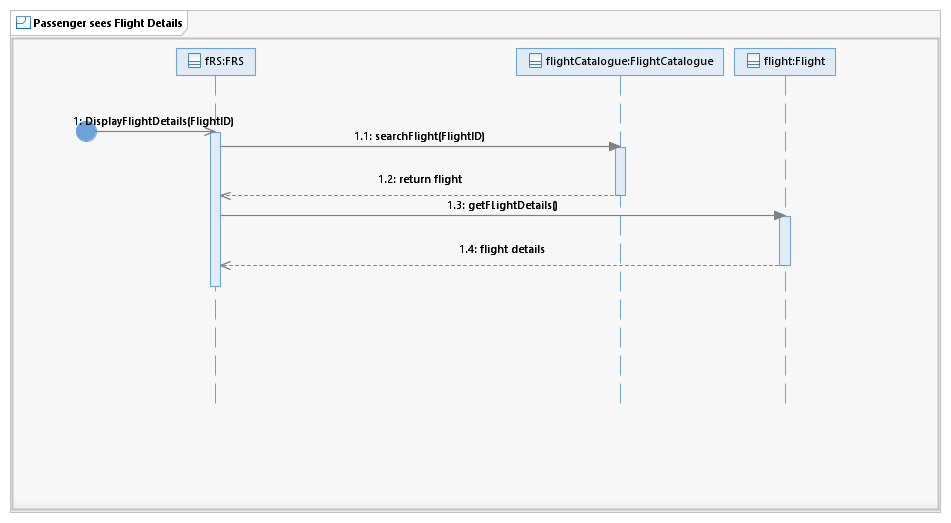 Passenger sees Flight Details
fRS:FRS
flightCatalogue:FlightCatalogue
flight:Flight
1: DisplayFlightDetails(FlightID)
1.1: searchFlight(FlightID)
1.2: return flight
1.3: getFLightDetails()
1.4: flight details